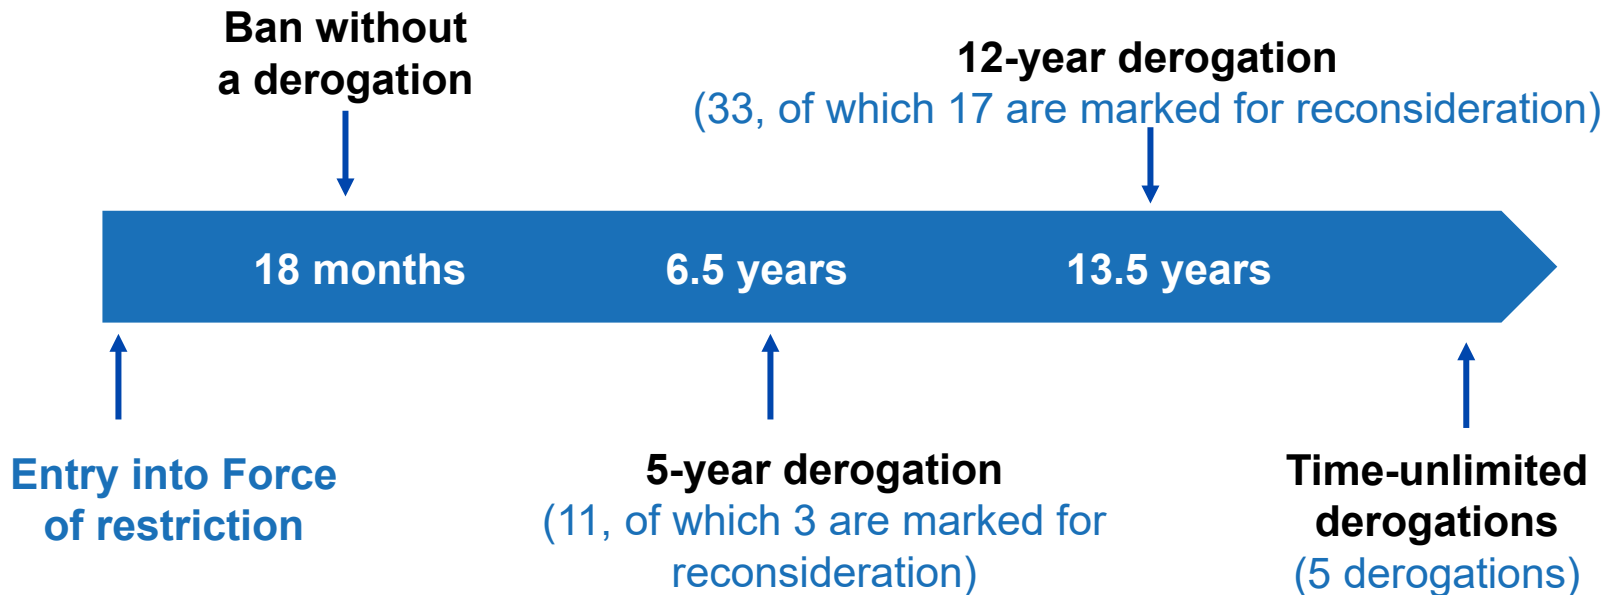 Ban without
a derogation
12-year derogation
(33, of which 17 are marked for reconsideration)
18 months
6.5 years
13.5 years
Entry into Force
of restriction
5-year derogation
(11, of which 3 are marked for
reconsideration)
Time-unlimited
derogations
(5 derogations)